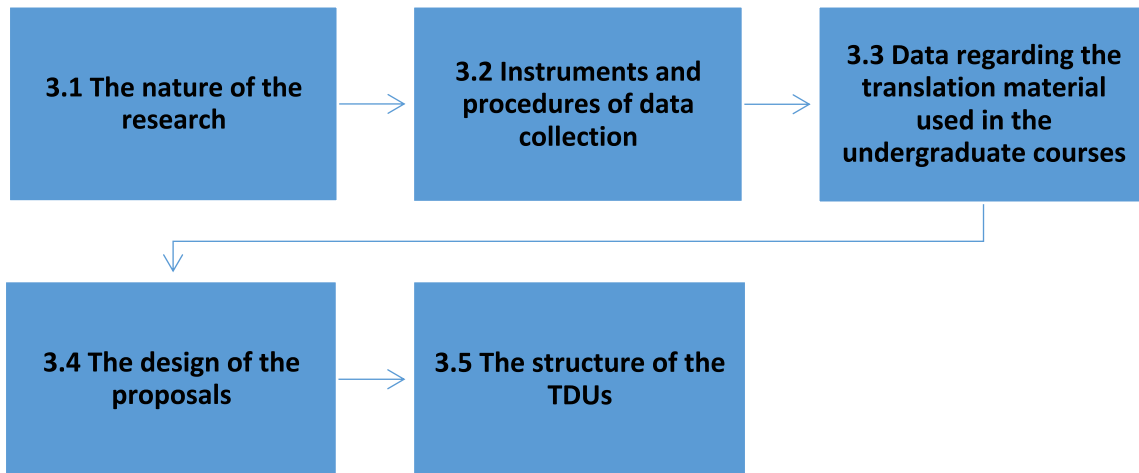 3.1 The nature of the
research
3.2 Instruments and
procedures of data
collection
3.3 Data regarding the
translation material
used in the
undergraduate courses
3.4 The design of the
proposals
3.5 The structure of the
TDUs